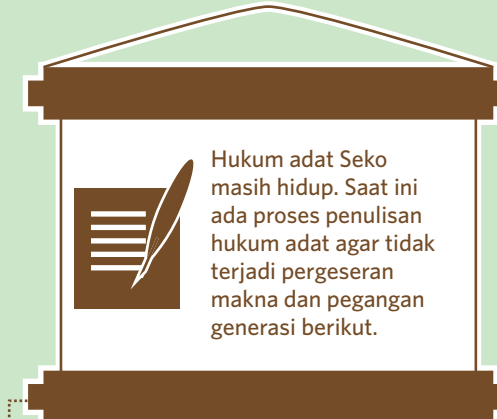 Hukum adat Seko
masih hidup. Saat ini
ada proses penulisan
hukum adat agar tidak
terjadi pergeseran
makna dan pegangan
generasi berikut.